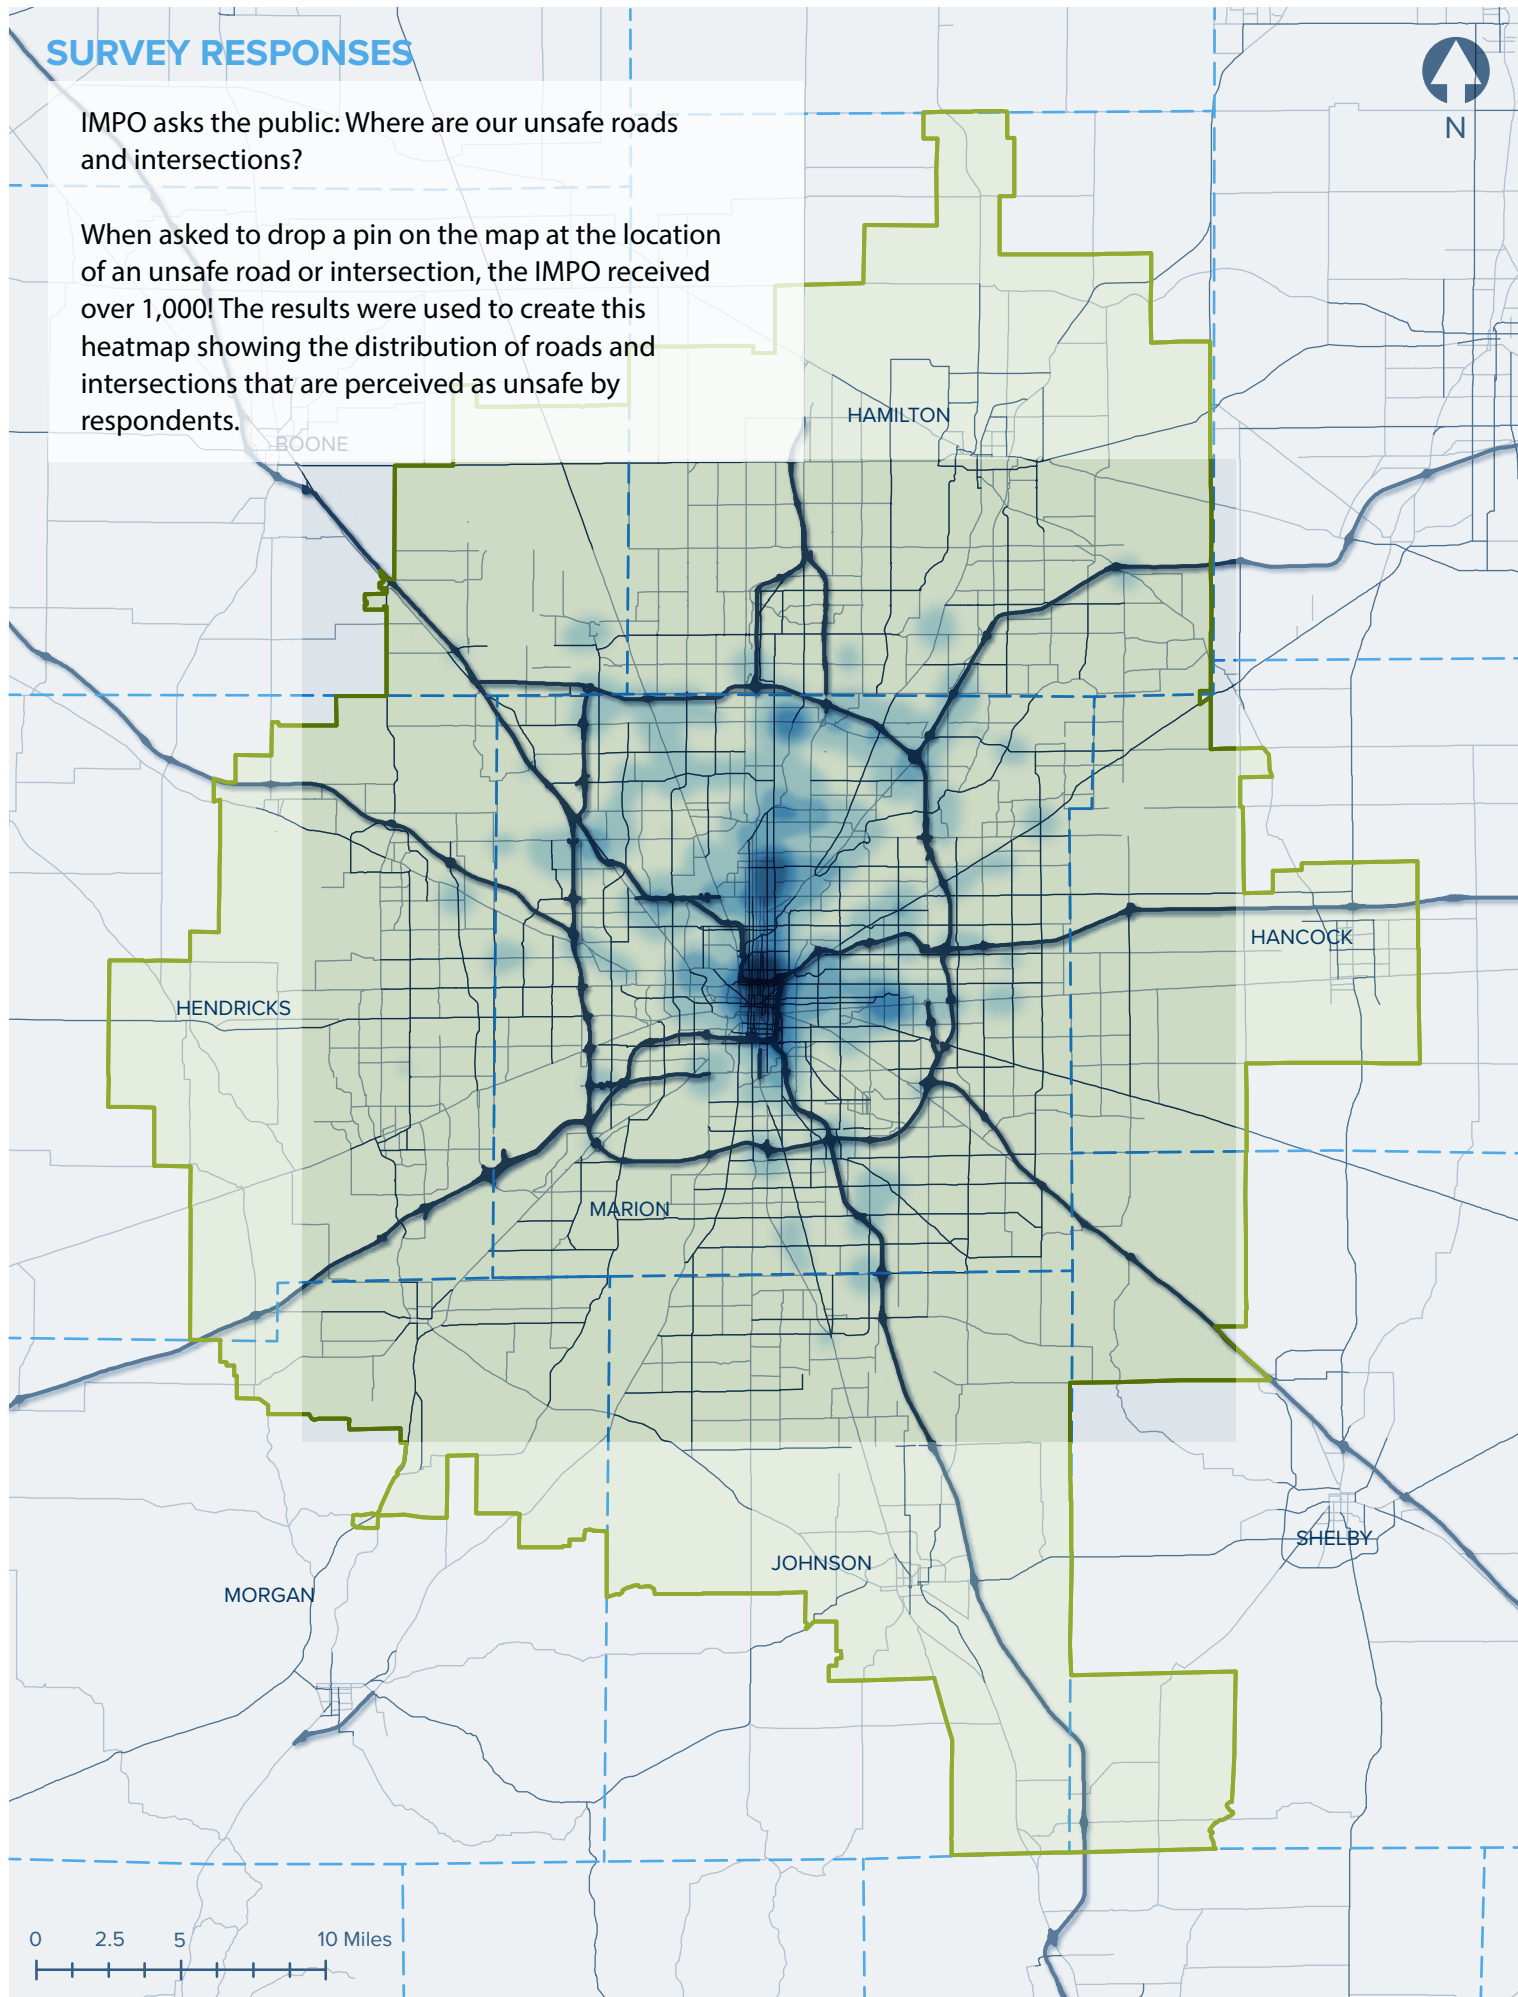 SURVEY RESPONSES
IMPO asks the public: Where are our unsafe roads
and intersections?
When asked to drop a pin on the map at the location
of an unsafe road or intersection, the IMPO received
over 1,000! The results were used to create this
heatmap showing the distribution of roads and
intersections that are perceived as unsafe by
respondents.
N
BOONE
HAMILTON
HANCOCK
HENDRICKS
MARION
SHELBY
JOHNSON
MORGAN
0 2.5 5 10 Miles